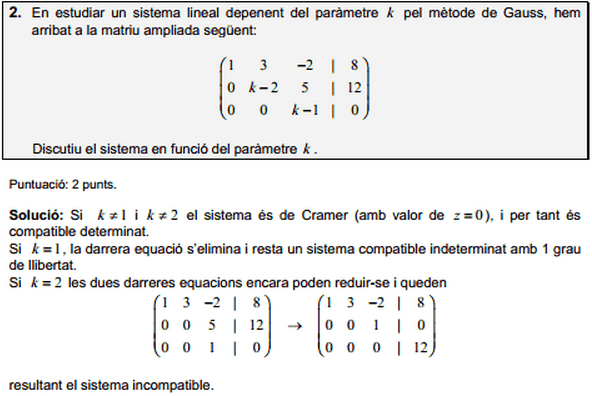 2. En estudiar un sistema lineal depenent del paràmetre k pel mètode de Gauss, hem
arribat a la matriu ampliada següent:
1 3 −2 | 8
0 k−2 5 | 12
0 0 k−1 | 0
Discutiu el sistema en funció del paràmetre k .
Puntuació: 2 punts.
Solució: Si k ≠ 1 i k ≠ 2 el sistema és de Cramer (amb valor de z = 0), i per tant és
compatible determinat.
Si k = 1, la darrera equació s'elimina i resta un sistema compatible indeterminat amb 1 grau
de llibertat.
Si k = 2 les dues darreres equacions encara poden reduir-se i queden
1 3 −2 | 8 1 3 −2 | 8
0 0 5 | 12 → 0 0 1 | 0
0 0 1 | 0 0 0 0 | 12
resultant el sistema incompatible.